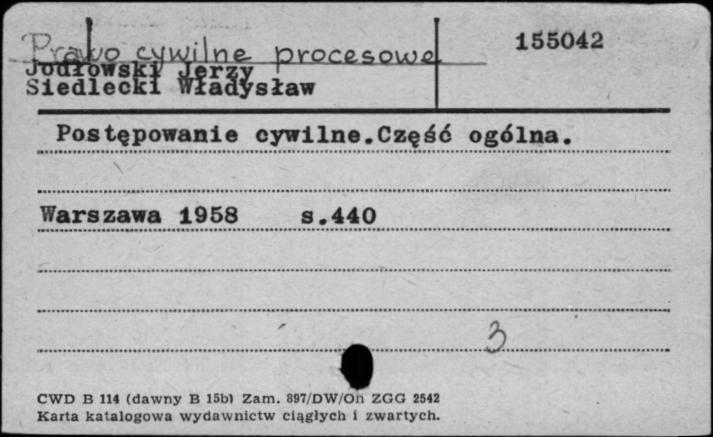 Prawo cywilne procesowe
155042
Jodłowski Jerzy
Siedlecki Władysław
Postępowanie cywilne.Część ogólna.
Warszawa 1958 s.440
3
CWD B 114 (dawny B 15b) Zam. 897/DW/Oh ZGG 2542
Karta katalogowa wydawnictw ciągłych i zwartych.